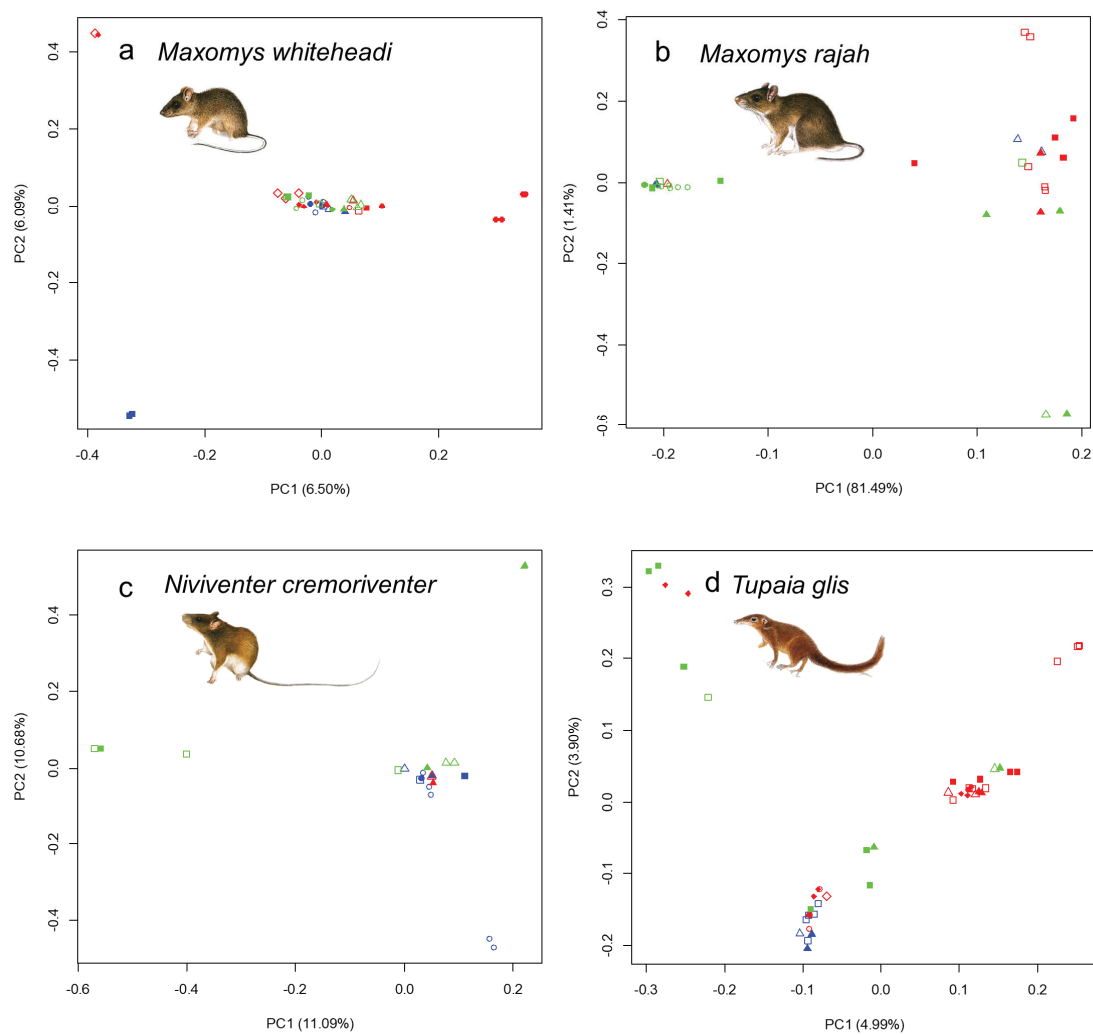 a Maxomys whiteheadi
0.4
0.2
0.0
-0.2
-0.4
PC2 (6.09%)
-0.4 -0.2 0.0 0.2
PC1 (6.50%)
b Maxomys rajah
0.4
0.2
0.0
-0.2
-0.4
-0.6
PC2 (1.41%)
-0.2 -0.1 0.0 0.1 0.2
PC1 (81.49%)
c Niviventer cremoriventer
0.4
0.2
0.0
-0.2
-0.4
PC2 (10.68%)
-0.6 -0.4 -0.2 0.0 0.2
PC1 (11.09%)
d Tupaia glis
0.3
0.2
0.1
0.0
-0.1
-0.2
PC2 (3.90%)
-0.3 -0.2 -0.1 0.0 0.1 0.2
PC1 (4.99%)